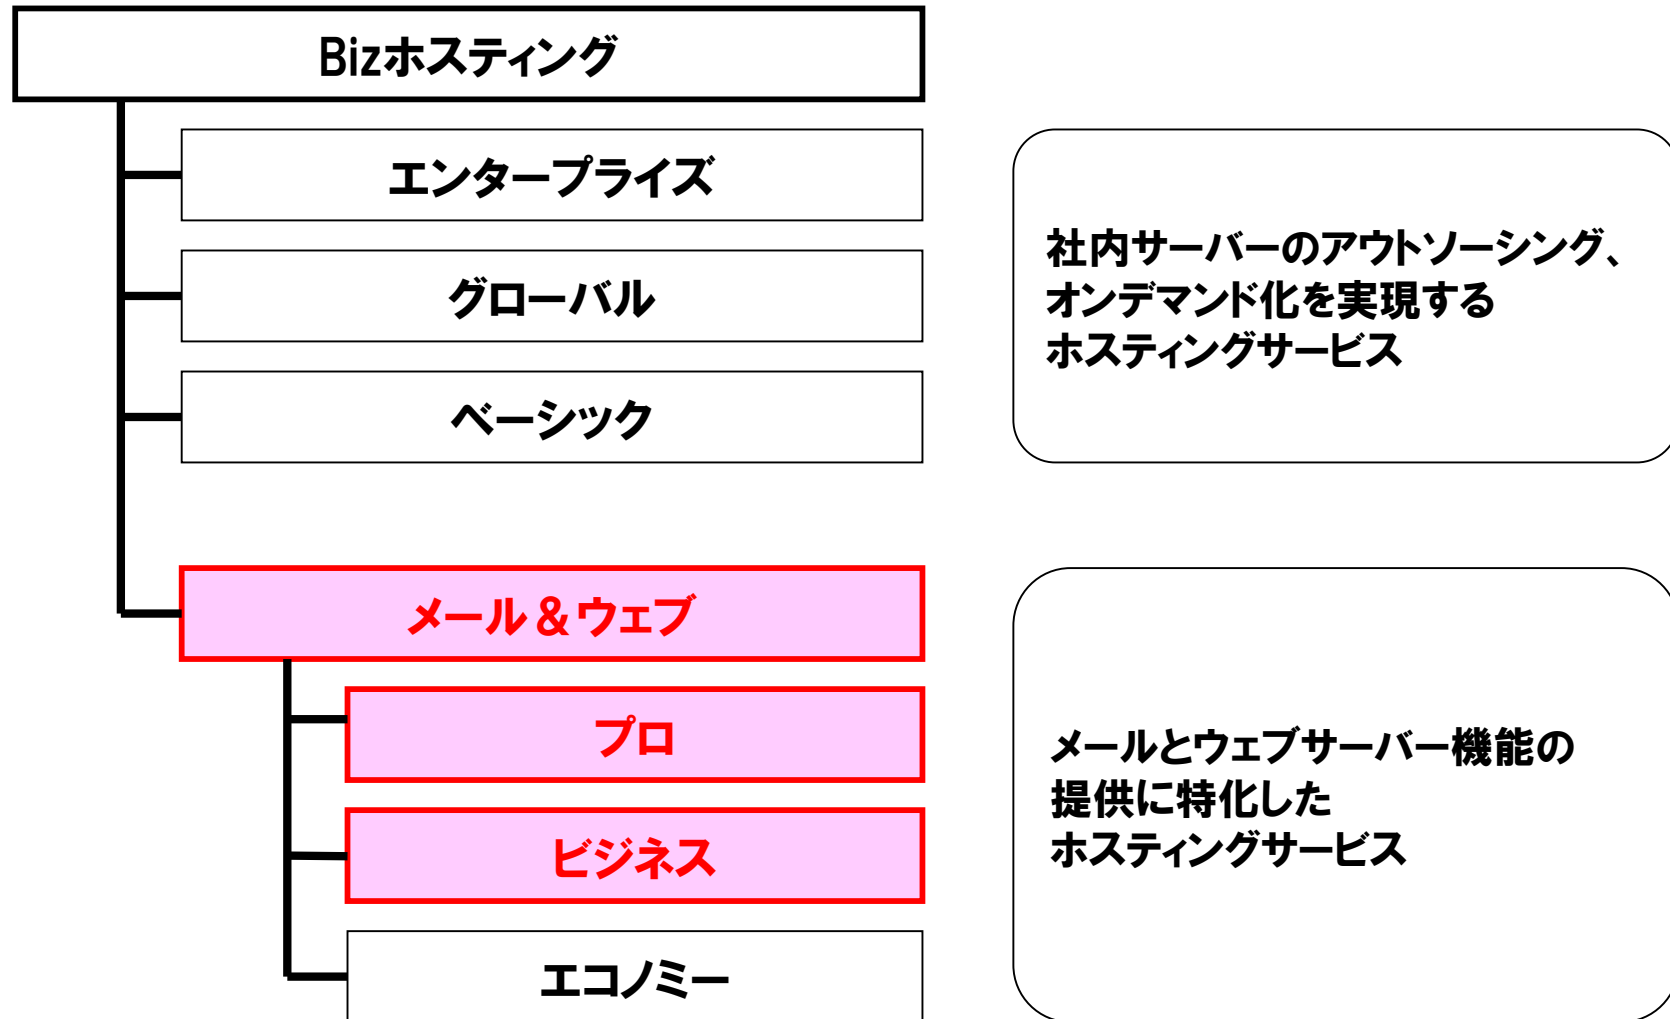 Bizホスティング
エンタープライズ
グローバル
ベーシック
社内サーバーのアウトソーシング、
オンデマンド化を実現する
ホスティングサービス
メール＆ウェブ
プロ
ビジネス
エコノミー
メールとウェブサーバー機能の
提供に特化した
ホスティングサービス